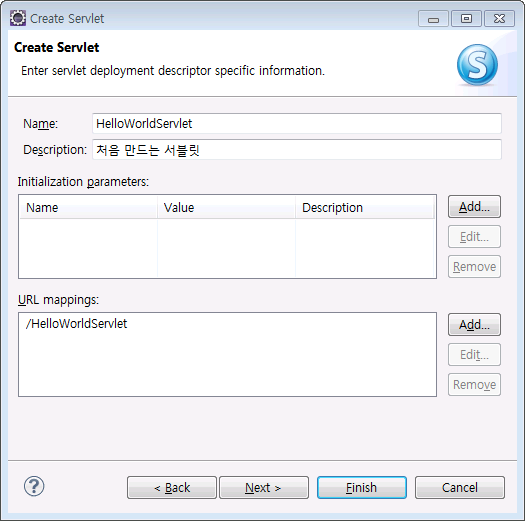 Create Servlet
Create Servlet
Enter servlet deployment descriptor specific information.
S
Name: HelloWorldServlet
Description: 처음 만드는 서블릿
Initialization parameters:
Name Value Description
Add...
Edit...
Remove
URL mappings:
/HelloWorldServlet
Add...
Edit...
Remove
? < Back Next > Finish Cancel